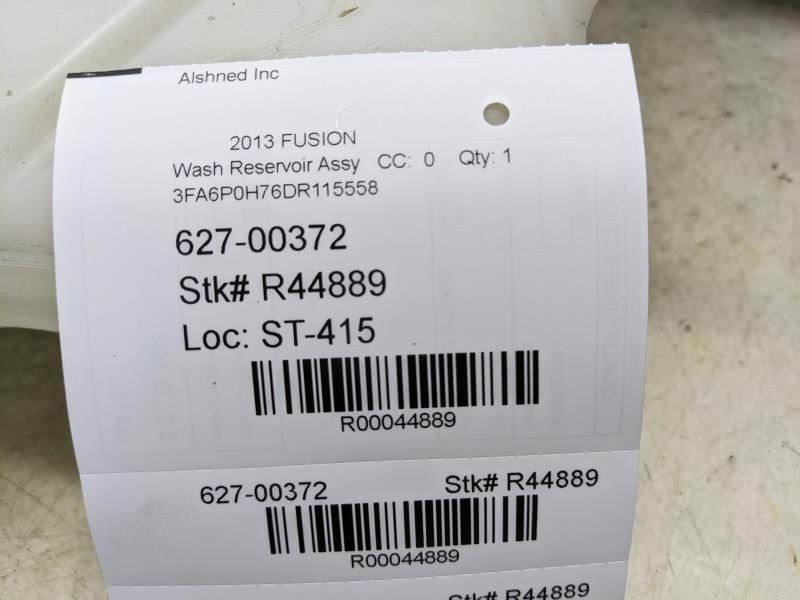 Alshned Inc
2013 FUSION
Wash Reservoir Assy CC: 0 Qty: 1
3FA6P0H76DR115558
627-00372
Stk# R44889
Loc: ST-415
R00044889
627-00372 Stk# R44889
R00044889
Stk# R44889